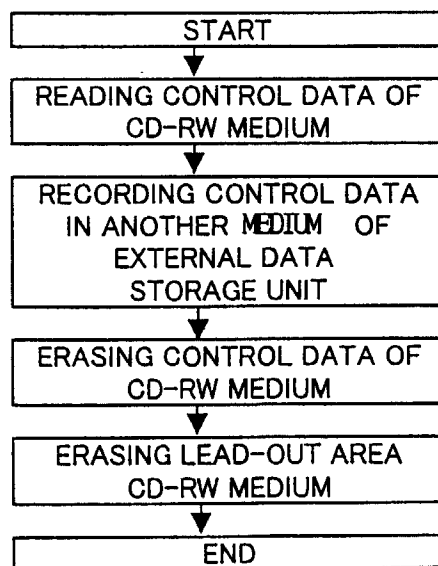 START
READING CONTROL DATA OF
CD-RW MEDIUM
RECORDING CONTROL DATA
IN ANOTHER MEDIUM OF
EXTERNAL DATA
STORAGE UNIT
ERASING CONTROL DATA OF
CD-RW MEDIUM
ERASING LEAD-OUT AREA
CD-RW MEDIUM
END